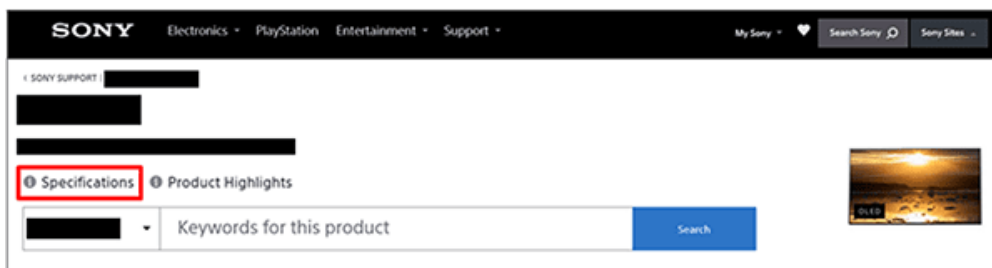 SONY Electronics PlayStation Entertainment Support My Sony Search Sony Sony Sites
‹ SONY SUPPORT |
Specifications Product Highlights
OLED
Keywords for this product Search